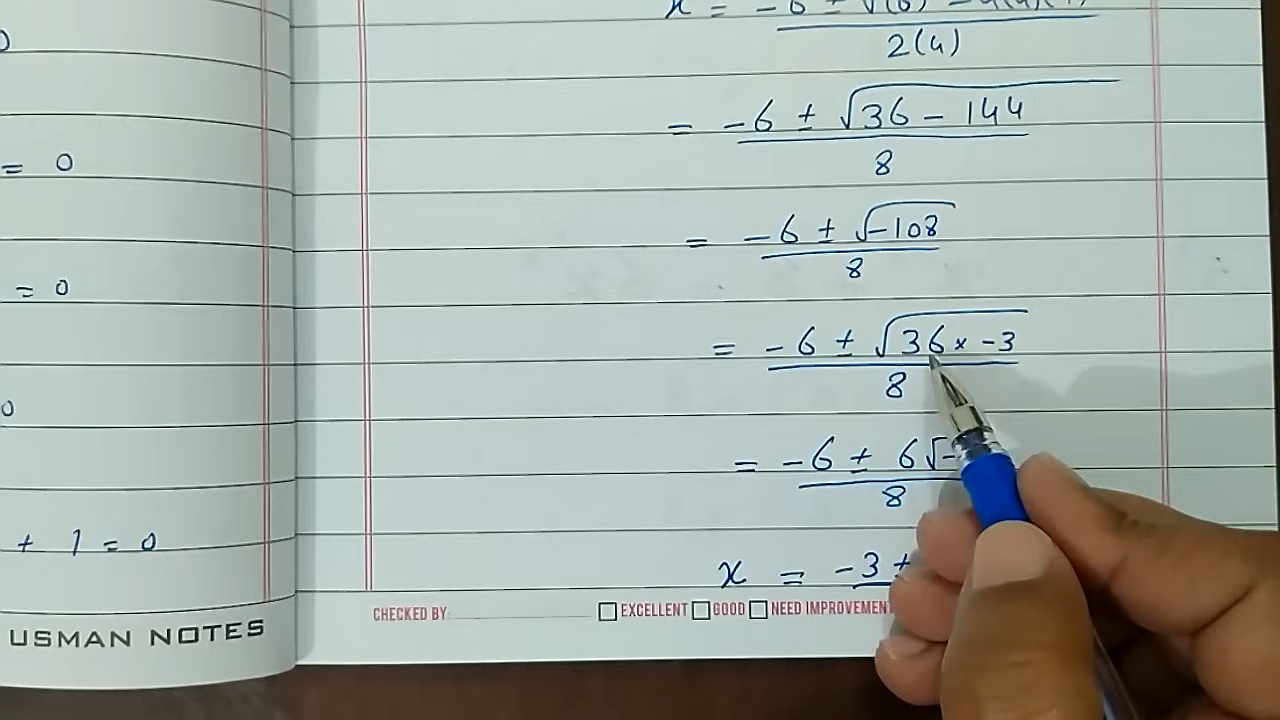 0
= 0
= 0
0
+ 1 = 0
USMAN NOTES
2(4)
= -6 ± √36 - 144
8
= -6 ± √-108
8
= -6 ± √36 × -3
8
= -6 ± 6√-
8
x = -3 ±
CHECKED BY: EXCELLENT GOOD NEED IMPROVEMENT